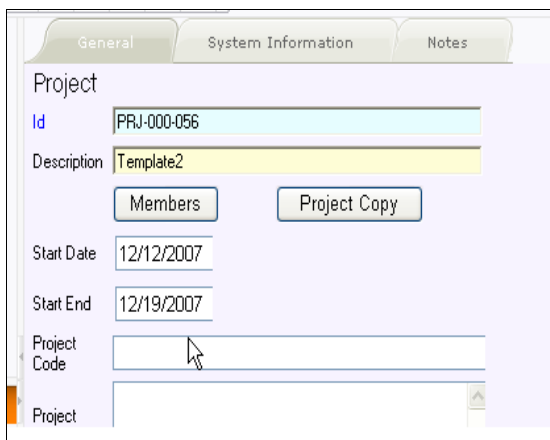 General System Information Notes
Project
Id PRJ-000-056
Description Template2
Members Project Copy
Start Date 12/12/2007
Start End 12/19/2007
Project
Code
Project